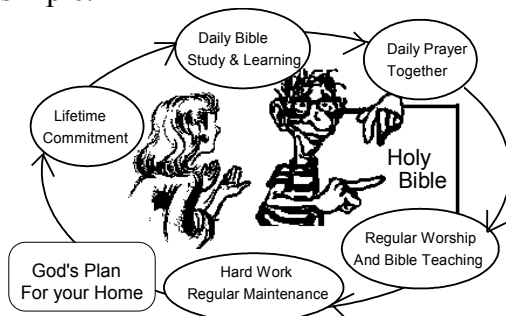 Daily Bible
Study & Learning
Daily Prayer
Together
Lifetime
Commitment
Holy
Bible
Regular Worship
And Bible Teaching
God's Plan
For your Home
Hard Work
Regular Maintenance